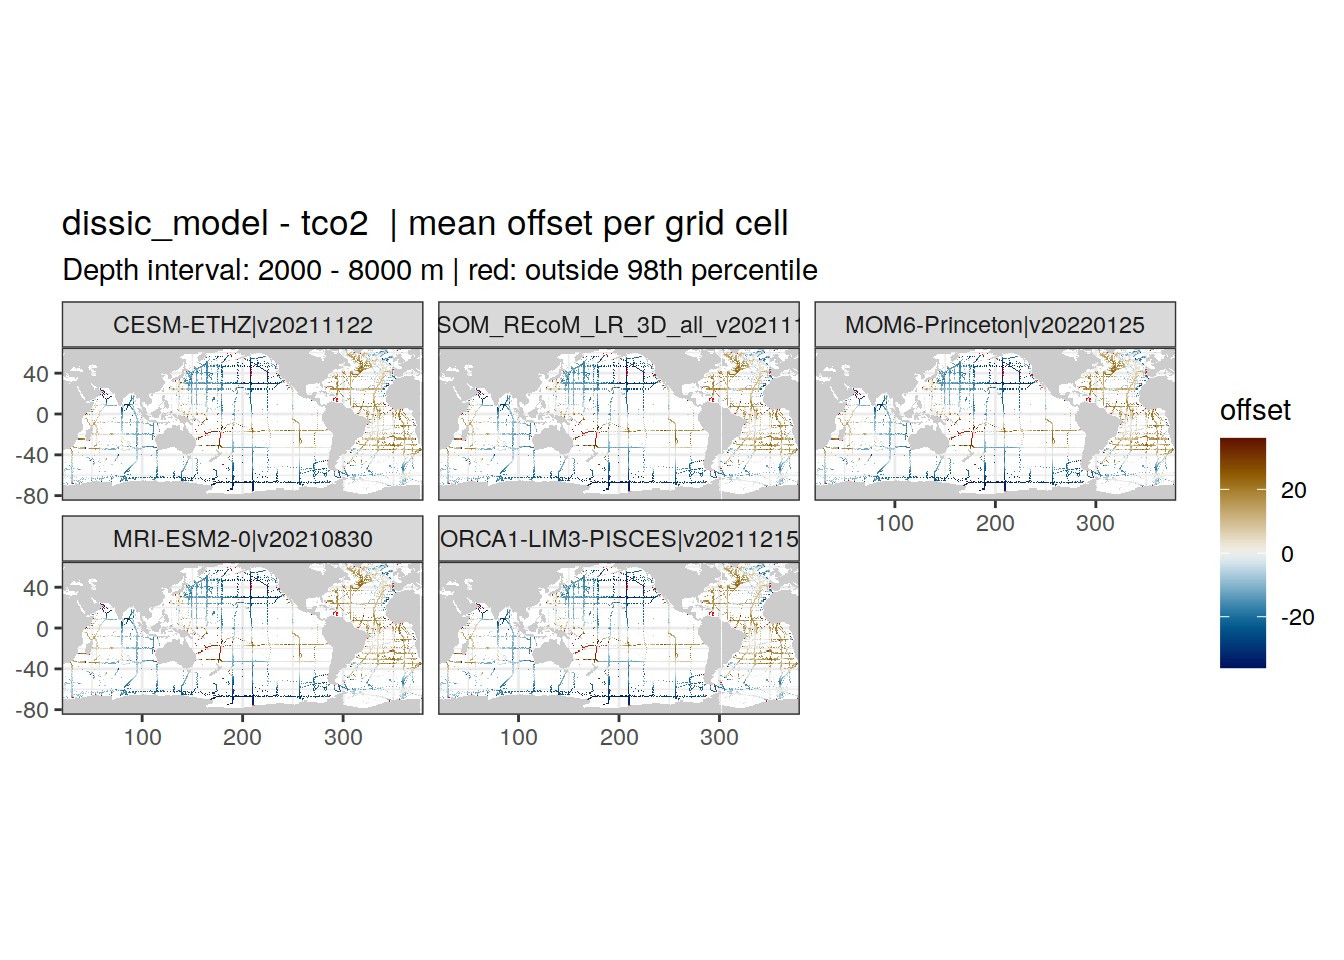 dissic_model - tco2  | mean offset per grid cell
Depth interval: 2000 - 8000 m | red: outside 98th percentile
CESM-ETHZ|v20211122
SOM_REcoM_LR_3D_all_v202111
MOM6-Princeton|v20220125
40
0
-40
-80
100
200
300
MRI-ESM2-0|v20210830
ORCA1-LIM3-PISCES|v20211215
40
0
-40
-80
100
200
300
100
200
300
offset
20
0
-20